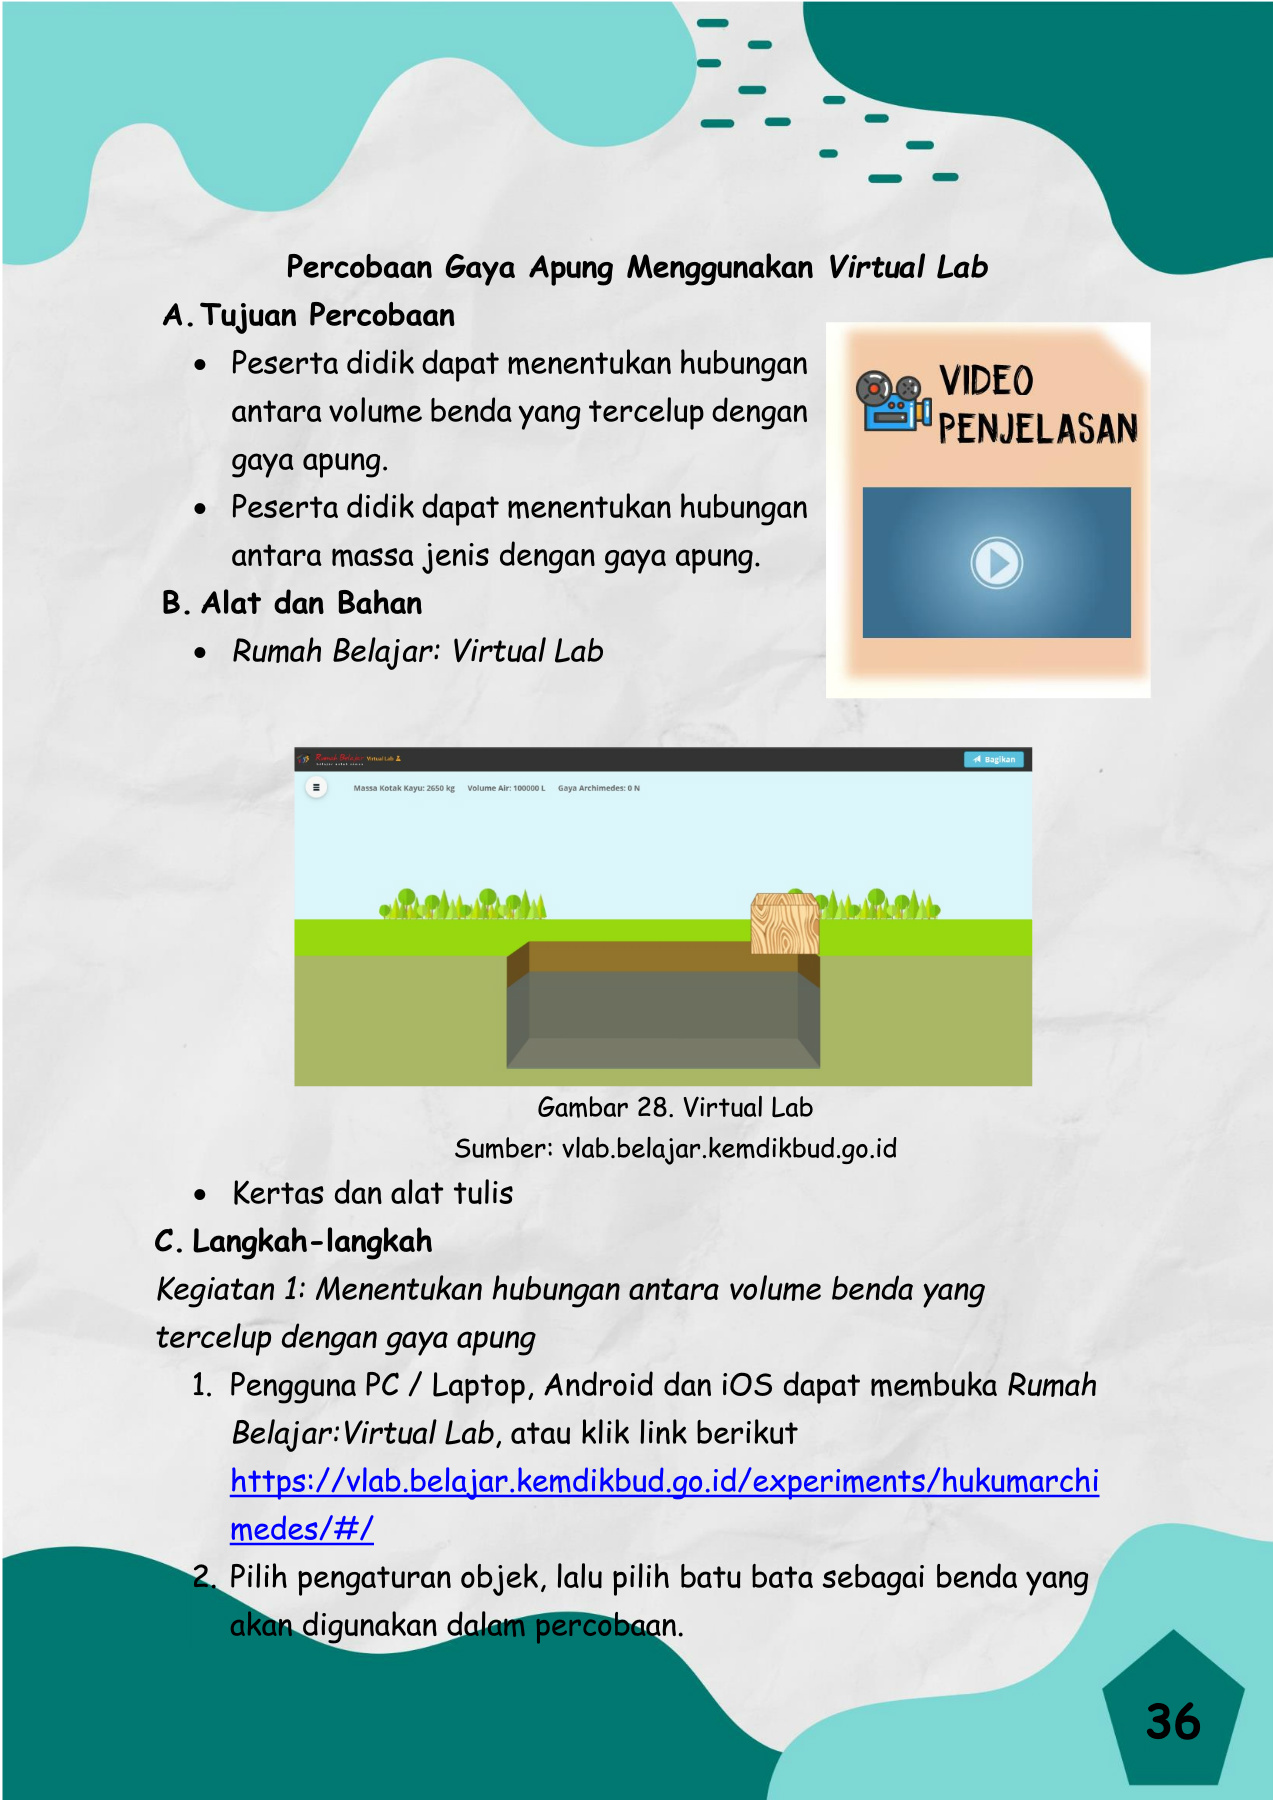 Percobaan Gaya Apung Menggunakan Virtual Lab
A. Tujuan Percobaan
• Peserta didik dapat menentukan hubungan
antara volume benda yang tercelup dengan
gaya apung.
• Peserta didik dapat menentukan hubungan
antara massa jenis dengan gaya apung.
VIDEO
PENJELASAN
B. Alat dan Bahan
• Rumah Belajar: Virtual Lab
Rumah Belajar Virtual Lab
Bagikan
Massa Kotak Kayu: 2650 kg Volume Air: 100000 L Gaya Archimedes: 0 N
Gambar 28. Virtual Lab
Sumber: vlab.belajar.kemdikbud.go.id
• Kertas dan alat tulis
C. Langkah-langkah
Kegiatan 1: Menentukan hubungan antara volume benda yang
tercelup dengan gaya apung
1. Pengguna PC / Laptop, Android dan iOS dapat membuka Rumah
Belajar:Virtual Lab, atau klik link berikut
https://vlab.belajar.kemdikbud.go.id/experiments/hukumarchi
medes/#/
2. Pilih pengaturan objek, lalu pilih batu bata sebagai benda yang
akan digunakan dalam percobaan.
36